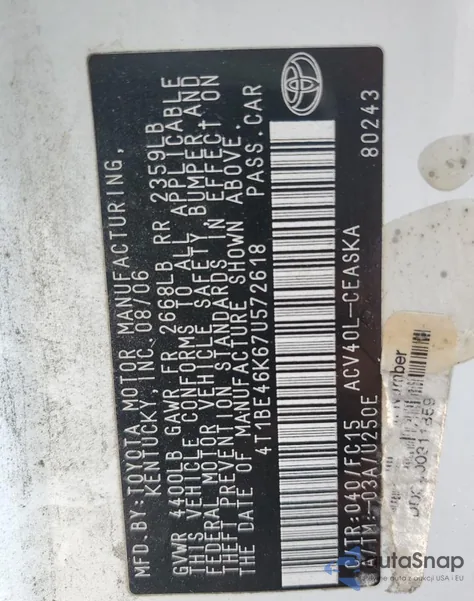 MFD.BY:TOYOTA MOTOR MANUFACTURING,
KENTUCKY, INC. 08/06
GVWR 4400LB GAWR FR 2668LB RR 2359LB
THIS VEHICLE CONFORMS TO ALL APPLICABLE
FEDERAL MOTOR VEHICLE SAFETY, BUMPER, AND
THEFT PREVENTION STANDARDS IN EFFECT ON
THE DATE OF MANUFACTURE SHOWN ABOVE.
4T1BE46K67U572618 PASS.CAR
C/TR:040/FC15 ACV40L-CEASKA 80243
A/TM:-03A/U250E
umber
AutaSnap